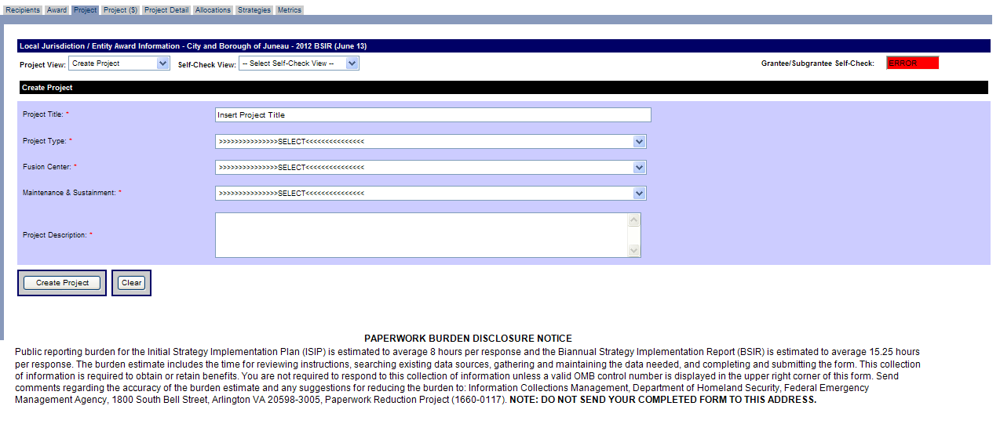 Recipients Award Project Project ($) Project Detail Allocations Strategies Metrics
Local Jurisdiction / Entity Award Information - City and Borough of Juneau - 2012 BSIR (June 13)
Project View: Create Project Self-Check View: -- Select Self-Check View -- Grantee/Subgrantee Self-Check: ERROR
Create Project
Project Title: * Insert Project Title
Project Type: * >>>>>>>>>>>>>>>SELECT<<<<<<<<<<<<<<<
Fusion Center: * >>>>>>>>>>>>>>>SELECT<<<<<<<<<<<<<<<
Maintenance & Sustainment: * >>>>>>>>>>>>>>>SELECT<<<<<<<<<<<<<<<
Project Description: *
Create Project Clear
PAPERWORK BURDEN DISCLOSURE NOTICE
Public reporting burden for the Initial Strategy Implementation Plan (ISIP) is estimated to average 8 hours per response and the Biannual Strategy Implementation Report (BSIR) is estimated to average 15.25 hours
per response. The burden estimate includes the time for reviewing instructions, searching existing data sources, gathering and maintaining the data needed, and completing and submitting the form. This collection
of information is required to obtain or retain benefits. You are not required to respond to this collection of information unless a valid OMB control number is displayed in the upper right corner of this form. Send
comments regarding the accuracy of the burden estimate and any suggestions for reducing the burden to: Information Collections Management, Department of Homeland Security, Federal Emergency
Management Agency, 1800 South Bell Street, Arlington VA 20598-3005, Paperwork Reduction Project (1660-0117). NOTE: DO NOT SEND YOUR COMPLETED FORM TO THIS ADDRESS.